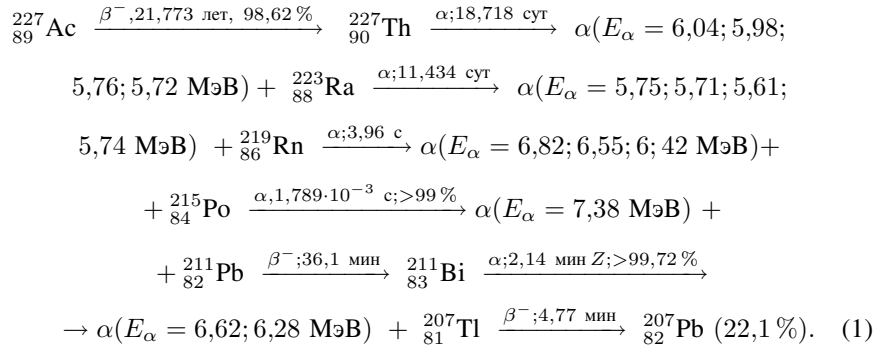 ²²⁷₈₉Ac —β⁻,21,773 лет, 98,62 %→ ²²⁷₉₀Th —α;18,718 сут→ α(Eα = 6,04; 5,98;
5,76; 5,72 МэВ) + ²²³₈₈Ra —α;11,434 сут→ α(Eα = 5,75; 5,71; 5,61;
5,74 МэВ) + ²¹⁹₈₆Rn —α;3,96 с→ α(Eα = 6,82; 6,55; 6; 42 МэВ)+
+ ²¹⁵₈₄Po —α,1,789·10⁻³ с;>99 %→ α(Eα = 7,38 МэВ) +
+ ²¹¹₈₂Pb —β⁻;36,1 мин→ ²¹¹₈₃Bi —α;2,14 мин Z;>99,72 %→
→ α(Eα = 6,62; 6,28 МэВ) + ²⁰⁷₈₁Tl —β⁻;4,77 мин→ ²⁰⁷₈₂Pb (22,1 %). (1)